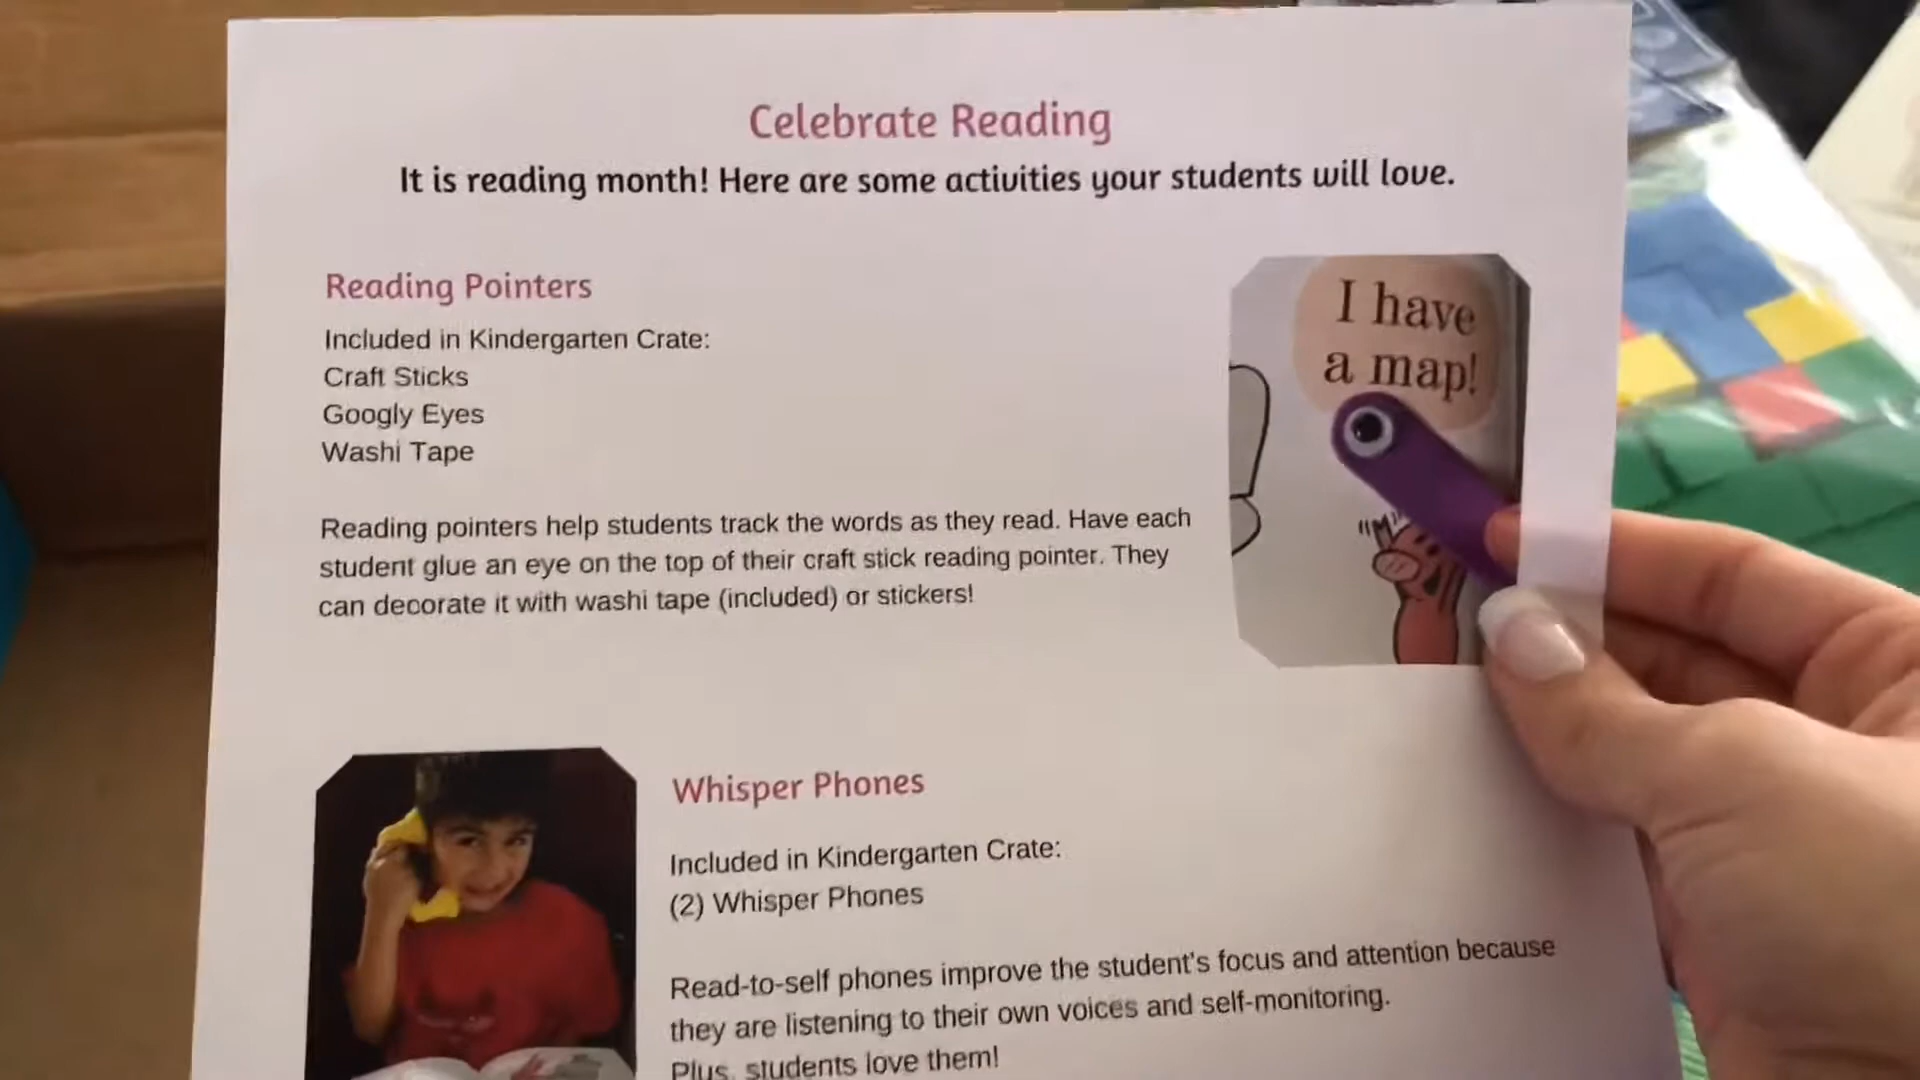 Celebrate Reading
It is reading month! Here are some activities your students will love.
Reading Pointers
Included in Kindergarten Crate:
Craft Sticks
Googly Eyes
Washi Tape
Reading pointers help students track the words as they read. Have each
student glue an eye on the top of their craft stick reading pointer. They
can decorate it with washi tape (included) or stickers!
I have
a map!
"M"
Whisper Phones
Included in Kindergarten Crate:
(2) Whisper Phones
Read-to-self phones improve the student's focus and attention because
they are listening to their own voices and self-monitoring.
Plus, students love them!